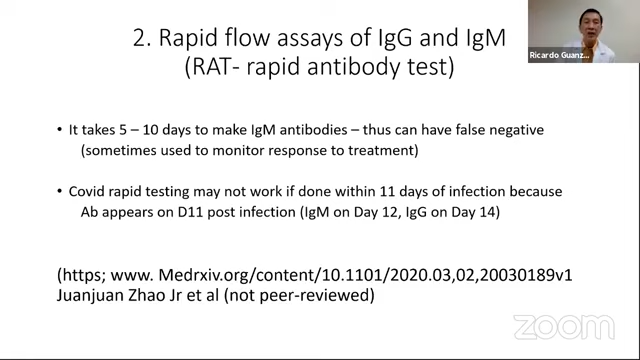 2. Rapid flow assays of IgG and IgM
(RAT- rapid antibody test)
Ricardo Guanz...
• It takes 5 – 10 days to make IgM antibodies – thus can have false negative
(sometimes used to monitor response to treatment)
• Covid rapid testing may not work if done within 11 days of infection because
Ab appears on D11 post infection (IgM on Day 12, IgG on Day 14)
(https; www. Medrxiv.org/content/10.1101/2020.03,02,20030189v1
Juanjuan Zhao Jr et al (not peer-reviewed)
zoom